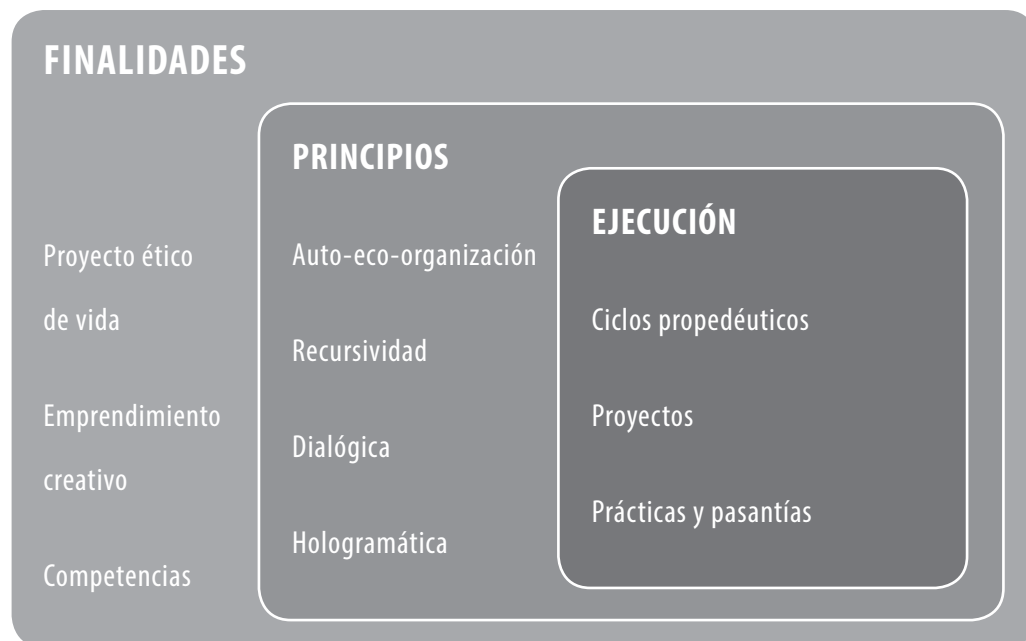 FINALIDADES
Proyecto ético
de vida
Emprendimiento
creativo
Competencias
PRINCIPIOS
Auto-eco-organización
Recursividad
Dialógica
Hologramática
EJECUCIÓN
Ciclos propedéuticos
Proyectos
Prácticas y pasantías